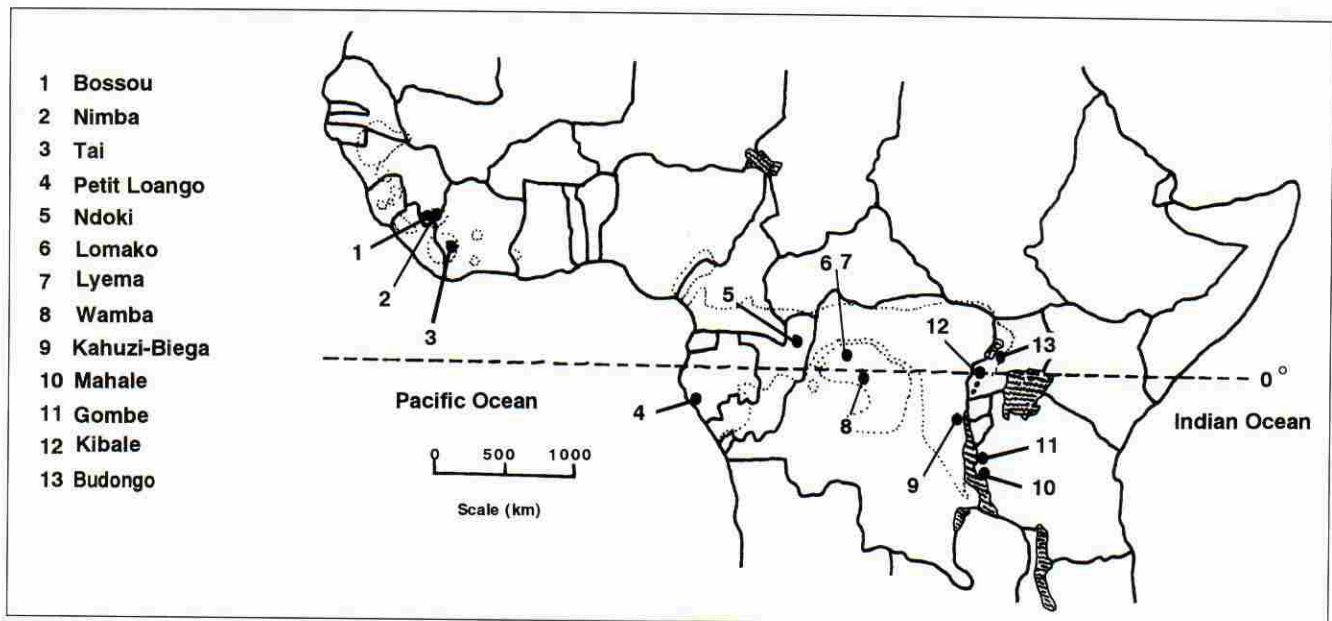 1 Bossou
2 Nimba
3 Tai
4 Petit Loango
5 Ndoki
6 Lomako
7 Lyema
8 Wamba
9 Kahuzi-Biega
10 Mahale
11 Gombe
12 Kibale
13 Budongo
1
2
3
4
5
6 7
8
9
12
13
11
10
0°
Pacific Ocean
Indian Ocean
0 500 1000
Scale (km)